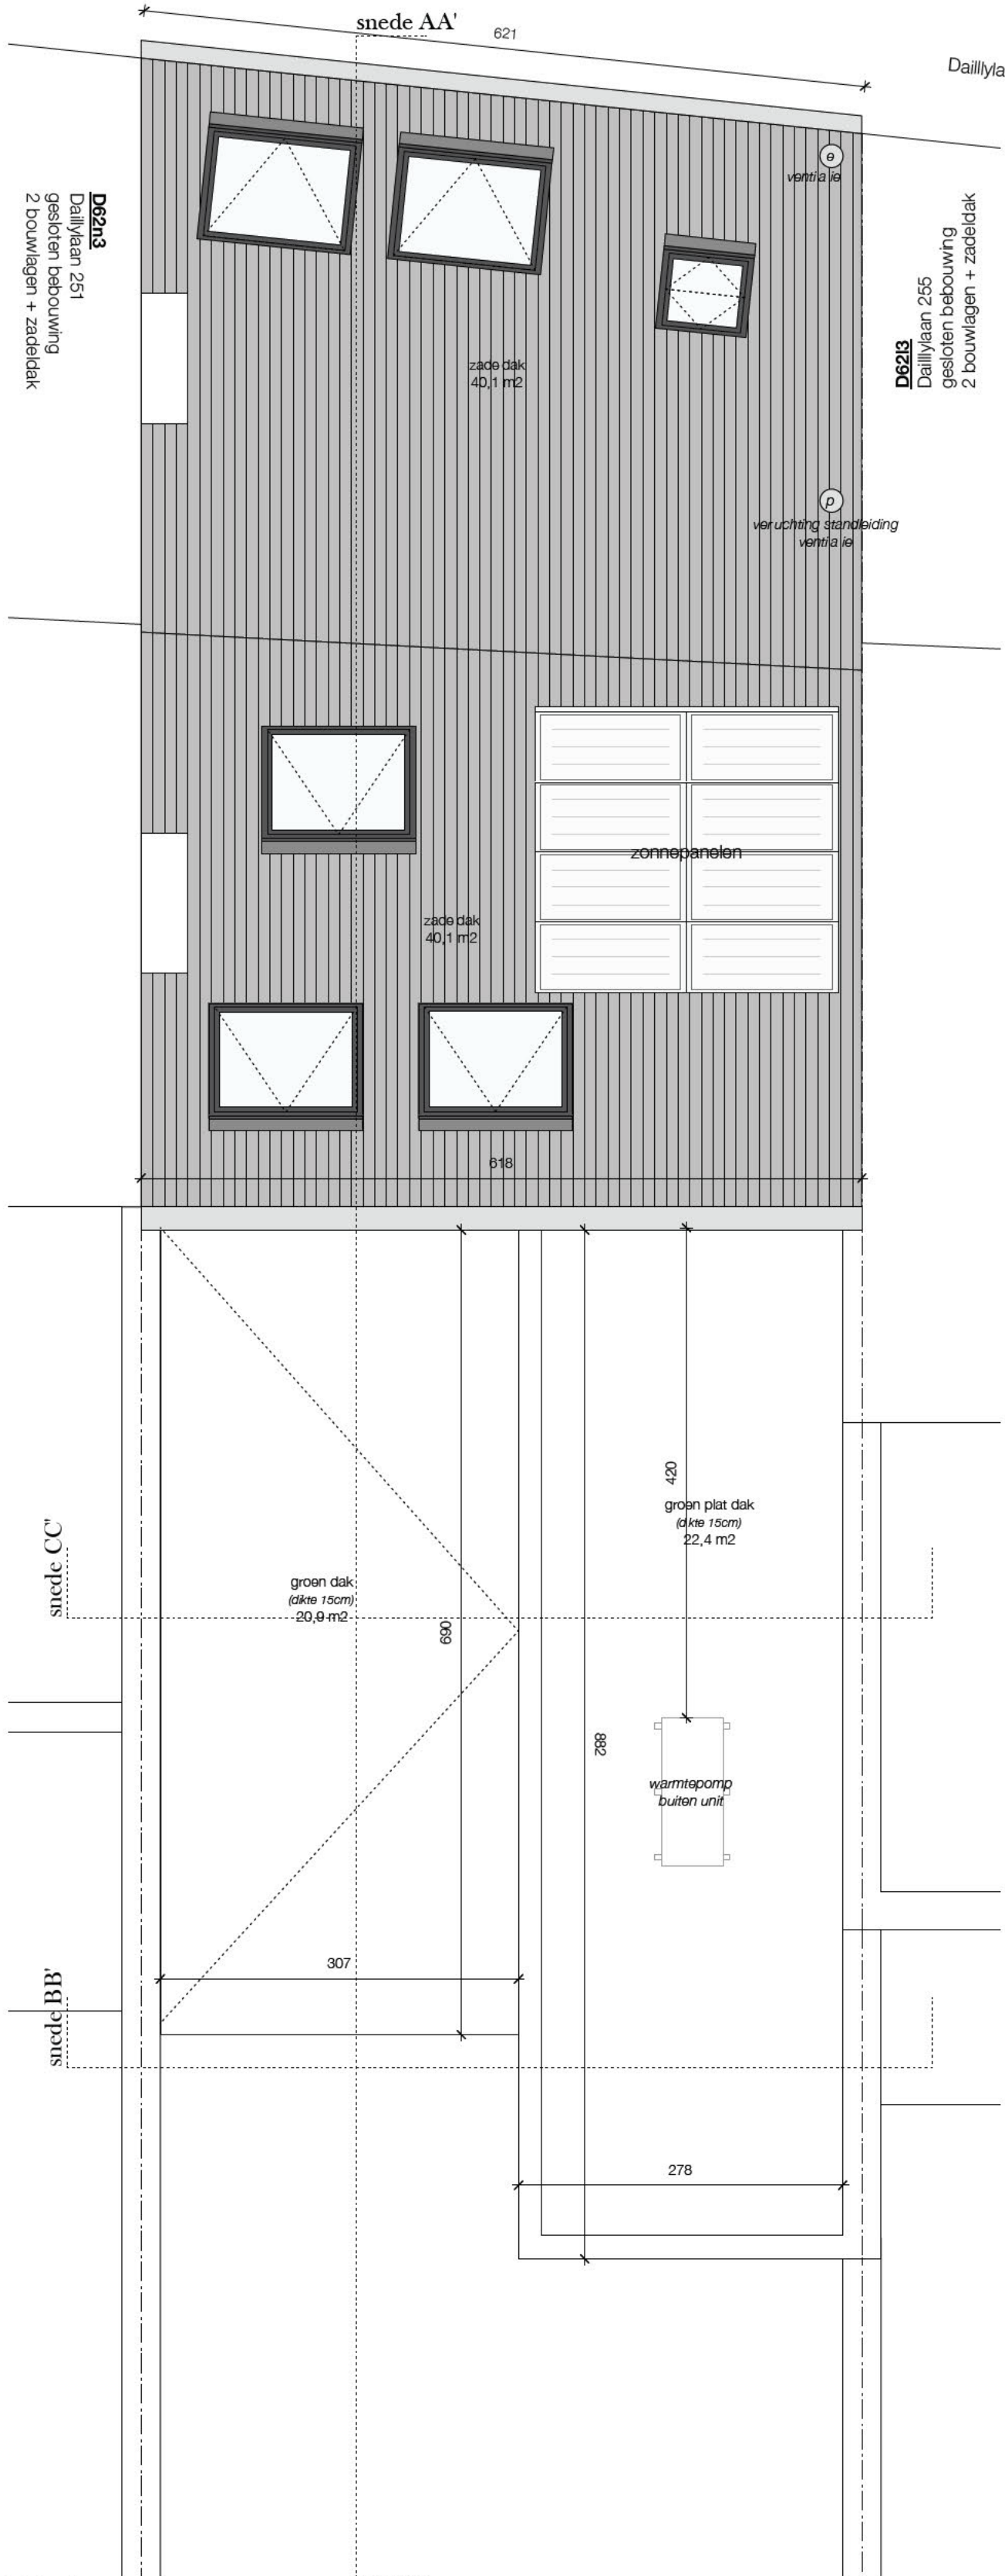 snede AA'
621
Dailllyla
e
ventilatie
D62n3
Daillylaan 251
gesloten bebouwing
2 bouwlagen + zadeldak
D62l3
Dailllylaan 255
gesloten bebouwing
2 bouwlagen + zadeldak
zadeldak
40,1 m2
p
verluchting standleiding
ventilatie
zonnepanelen
zadeldak
40,1 m2
618
420
groen plat dak
(dikte 15cm)
22,4 m2
snede CC'
groen dak
(dikte 15cm)
20,9 m2
690
882
warmtepomp
buiten unit
307
snede BB'
278